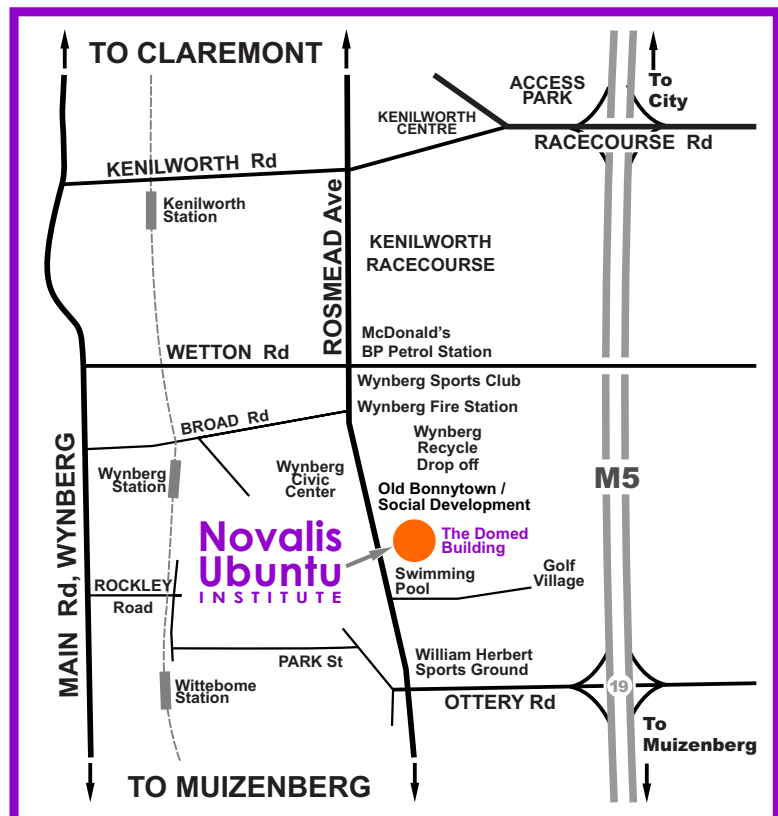 TO CLAREMONT
ACCESS
PARK
To
City
KENILWORTH
CENTRE
RACECOURSE Rd
KENILWORTH Rd
Kenilworth
Station
ROSMEAD Ave
KENILWORTH
RACECOURSE
McDonald's
BP Petrol Station
WETTON Rd
Wynberg Sports Club
Wynberg Fire Station
BROAD Rd
Wynberg
Recycle
Drop off
MAIN Rd, WYNBERG
Wynberg
Station
Wynberg
Civic
Center
M5
Old Bonnytown /
Social Development
Novalis
Ubuntu
INSTITUTE
The Domed
Building
Swimming
Pool
Golf
Village
ROCKLEY
Road
PARK St
William Herbert
Sports Ground
Wittebome
Station
OTTERY Rd
19
To
Muizenberg
TO MUIZENBERG